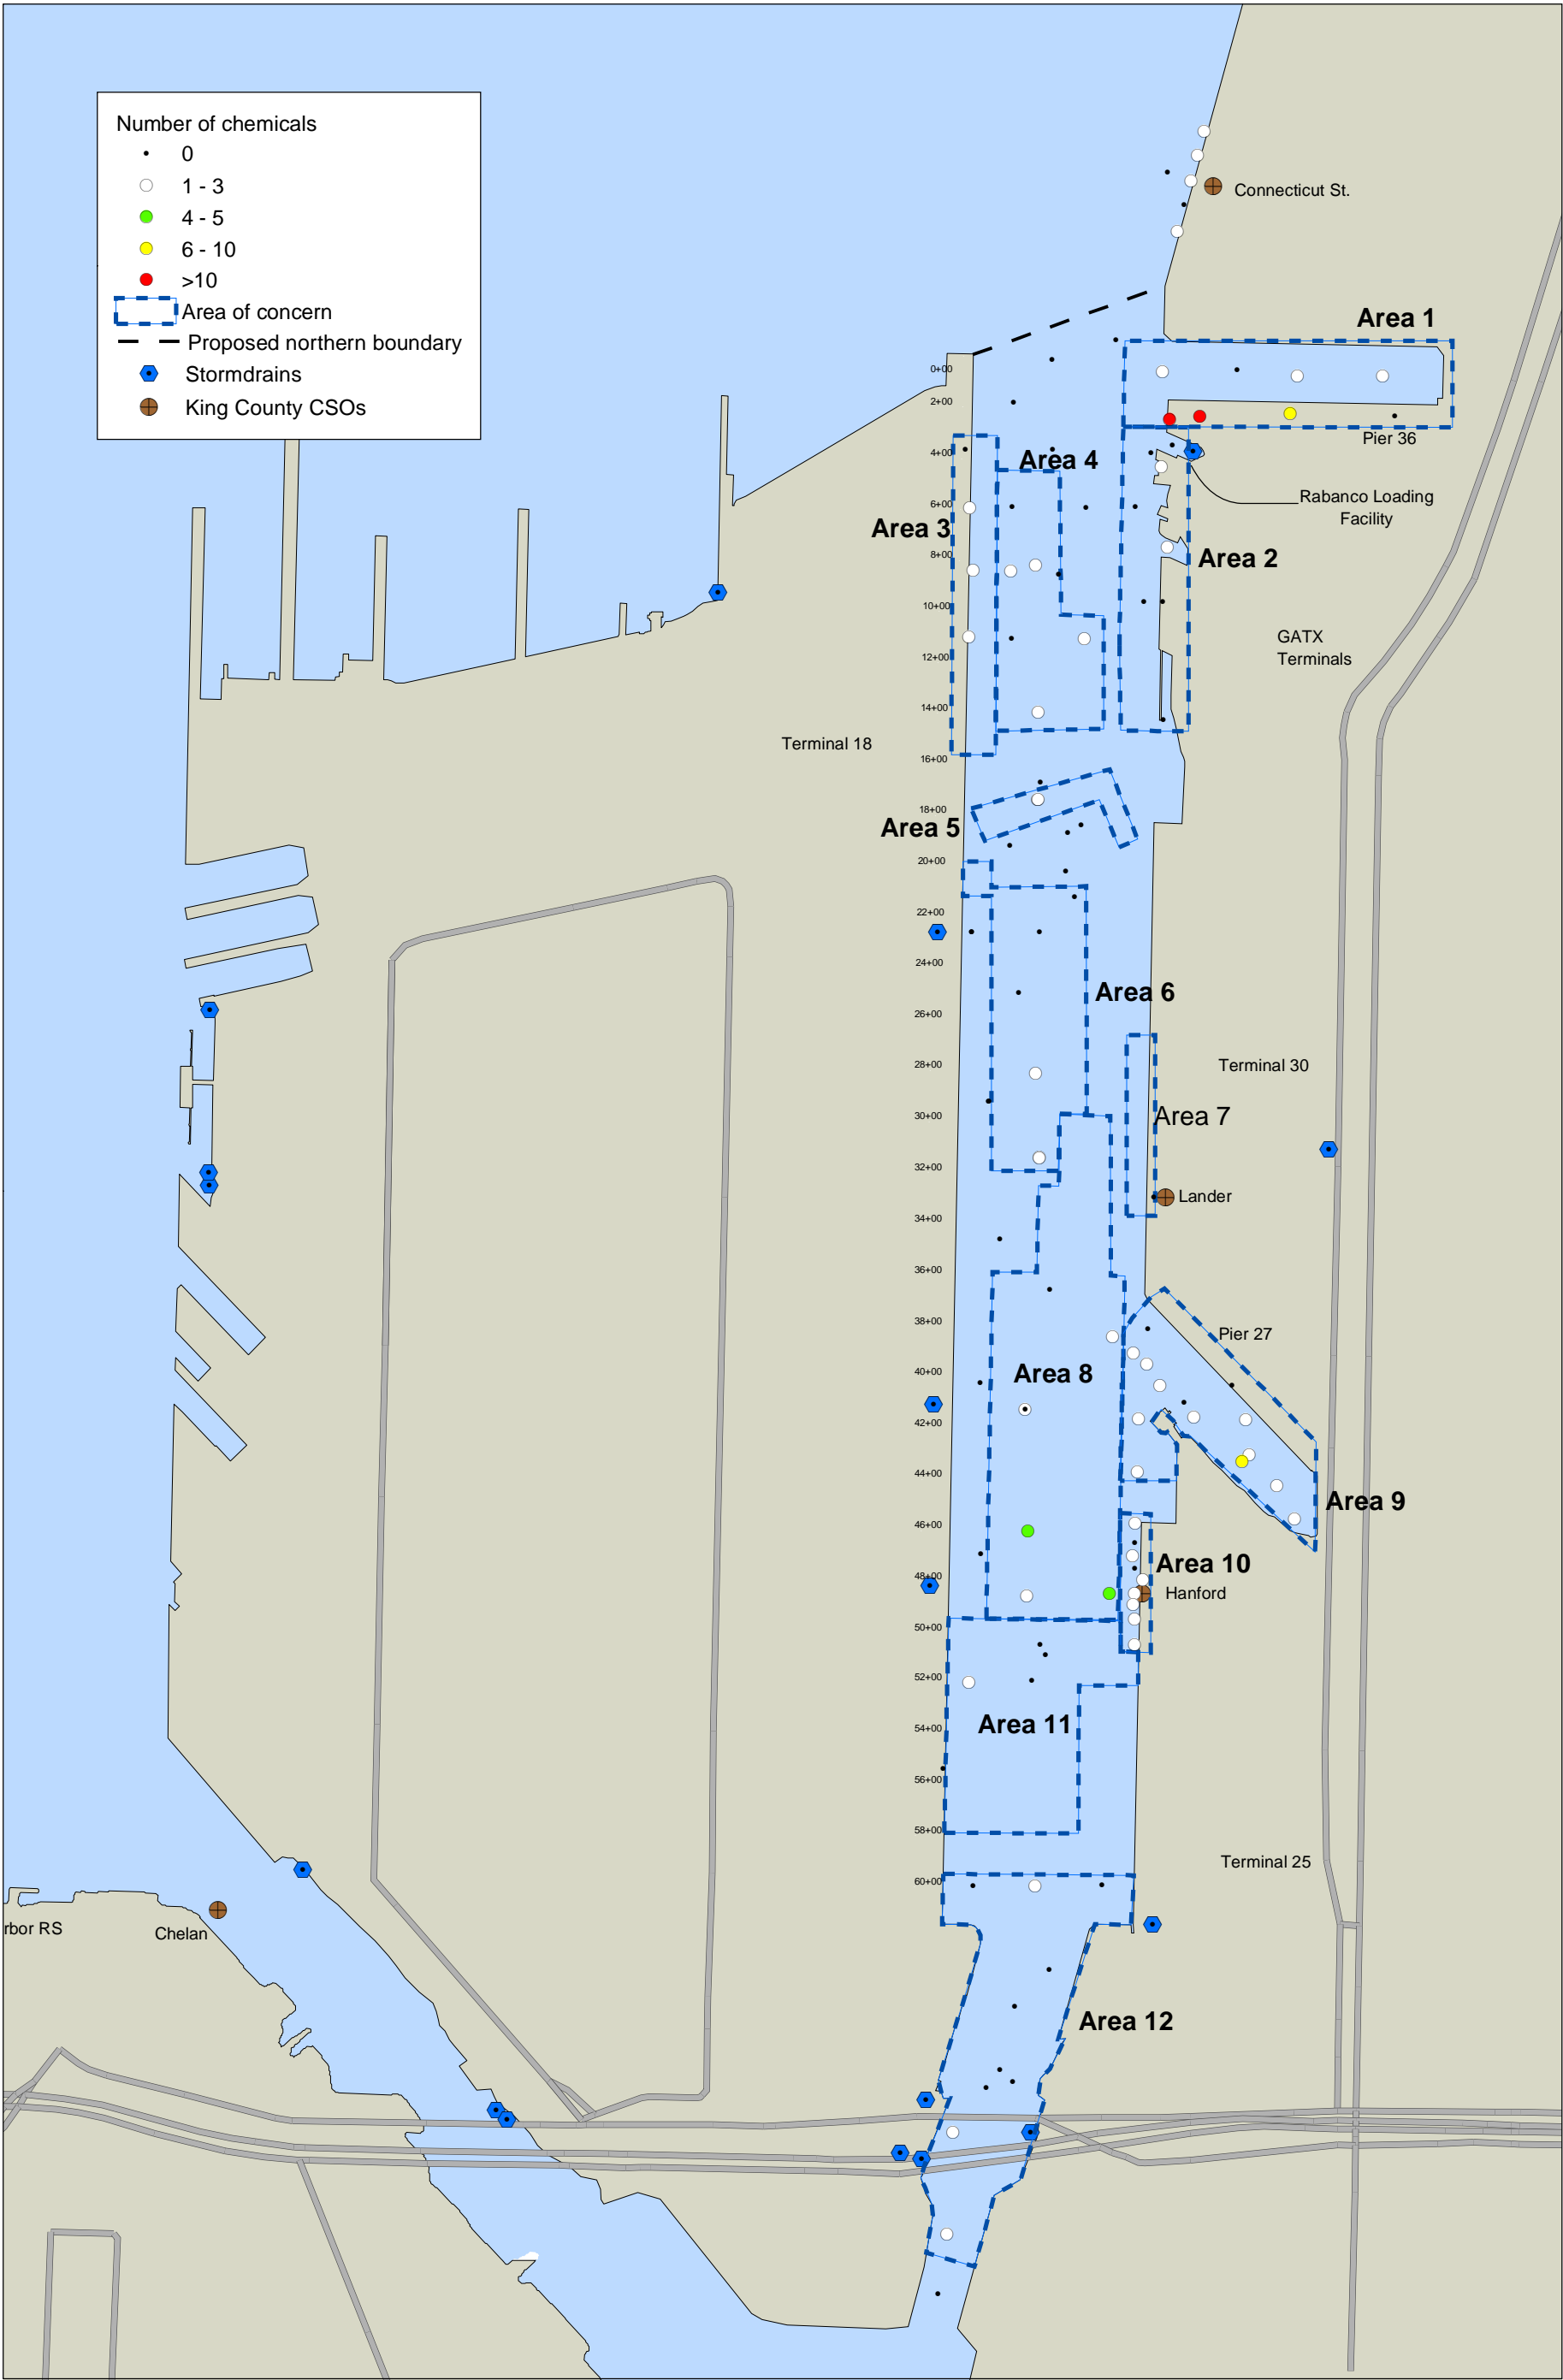 Number of chemicals
0
1 - 3
4 - 5
6 - 10
>10
Area of concern
Proposed northern boundary
Stormdrains
King County CSOs
Connecticut St.
Area 1
0+00
2+00
Pier 36
4+00
Area 4
Rabanco Loading
Facility
6+00
Area 3
8+00
Area 2
10+00
GATX
Terminals
12+00
14+00
Terminal 18
16+00
18+00
Area 5
20+00
22+00
24+00
Area 6
26+00
28+00
Terminal 30
30+00
Area 7
32+00
Lander
34+00
36+00
38+00
Pier 27
40+00
Area 8
42+00
44+00
Area 9
46+00
Area 10
48+00
Hanford
50+00
52+00
54+00
Area 11
56+00
58+00
Terminal 25
60+00
rbor RS
Chelan
Area 12